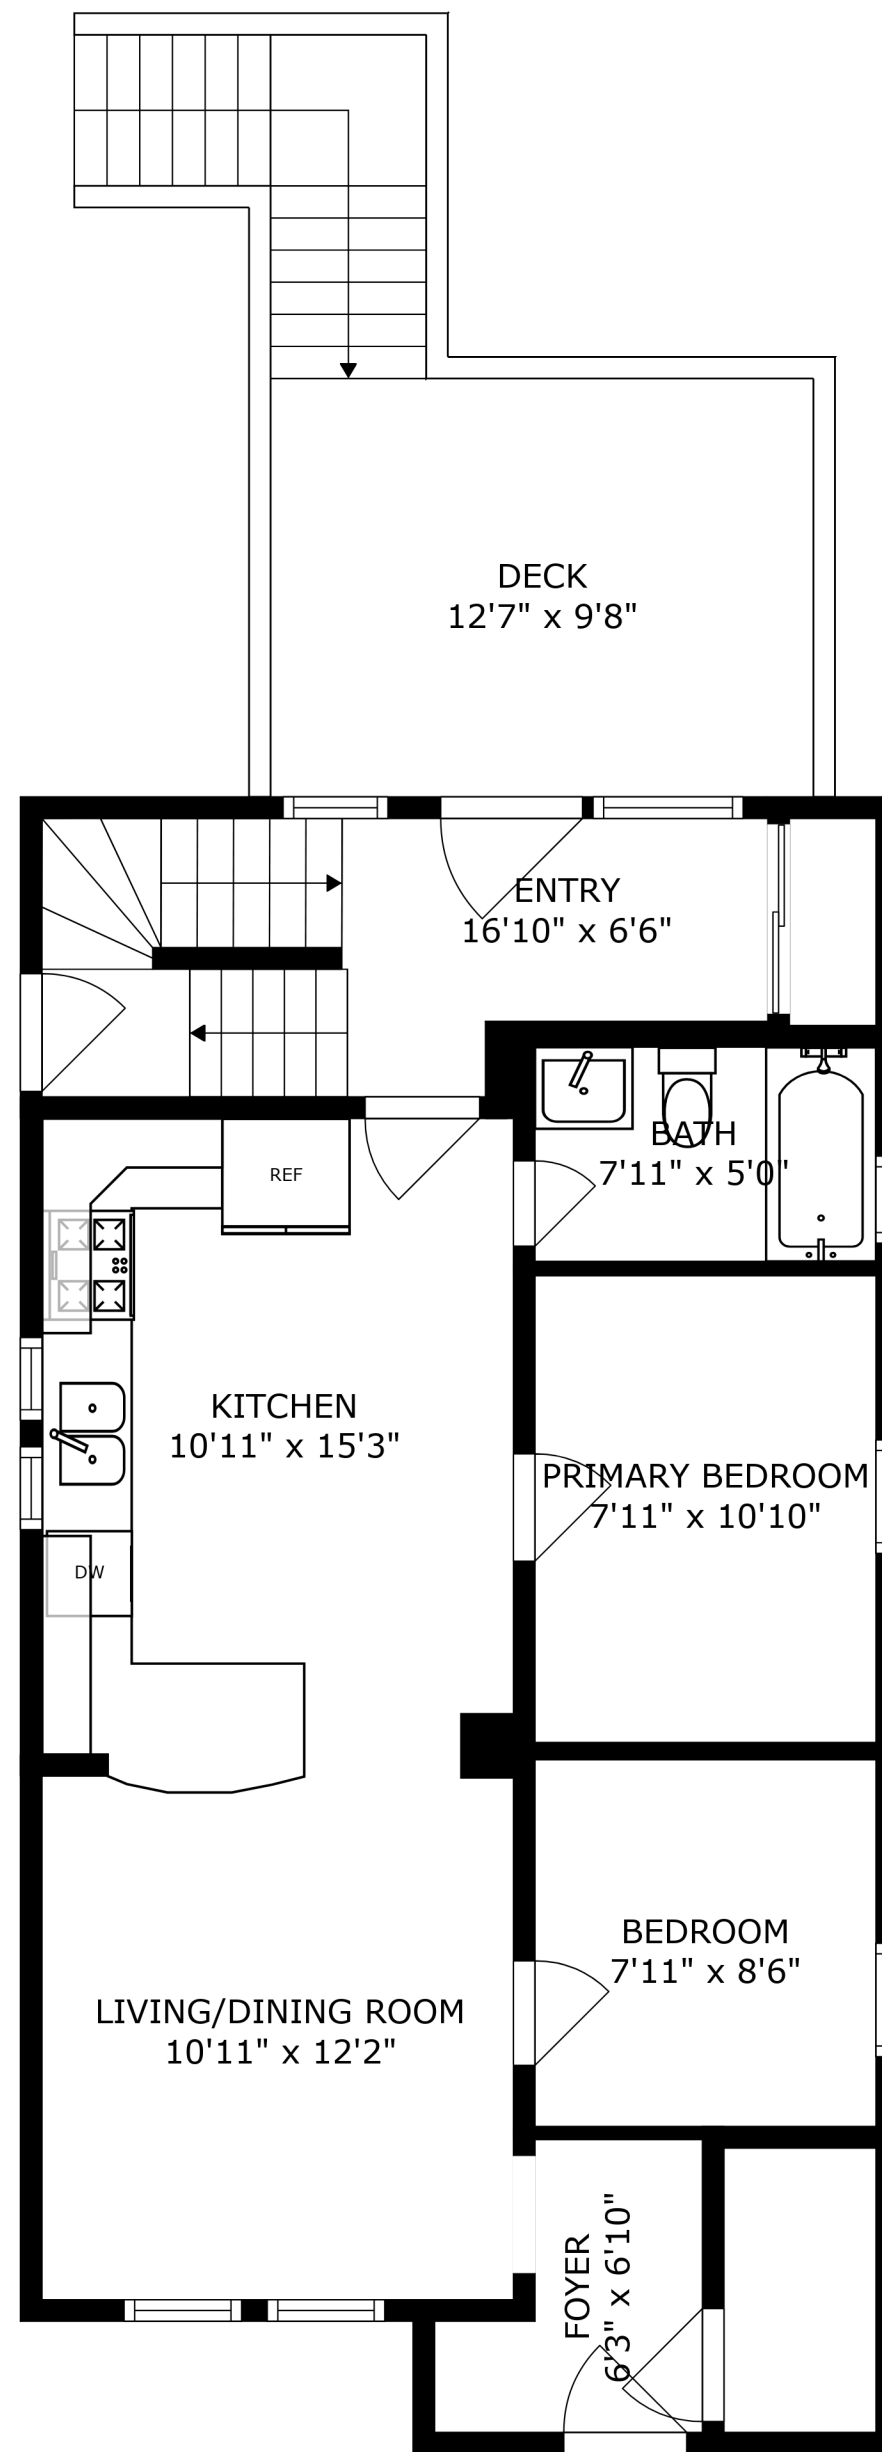 DECK
12'7" x 9'8"
ENTRY
16'10" x 6'6"
BATH
7'11" x 5'0"
REF
KITCHEN
10'11" x 15'3"
PRIMARY BEDROOM
7'11" x 10'10"
DW
BEDROOM
7'11" x 8'6"
LIVING/DINING ROOM
10'11" x 12'2"
FOYER
6'3" x 6'10"